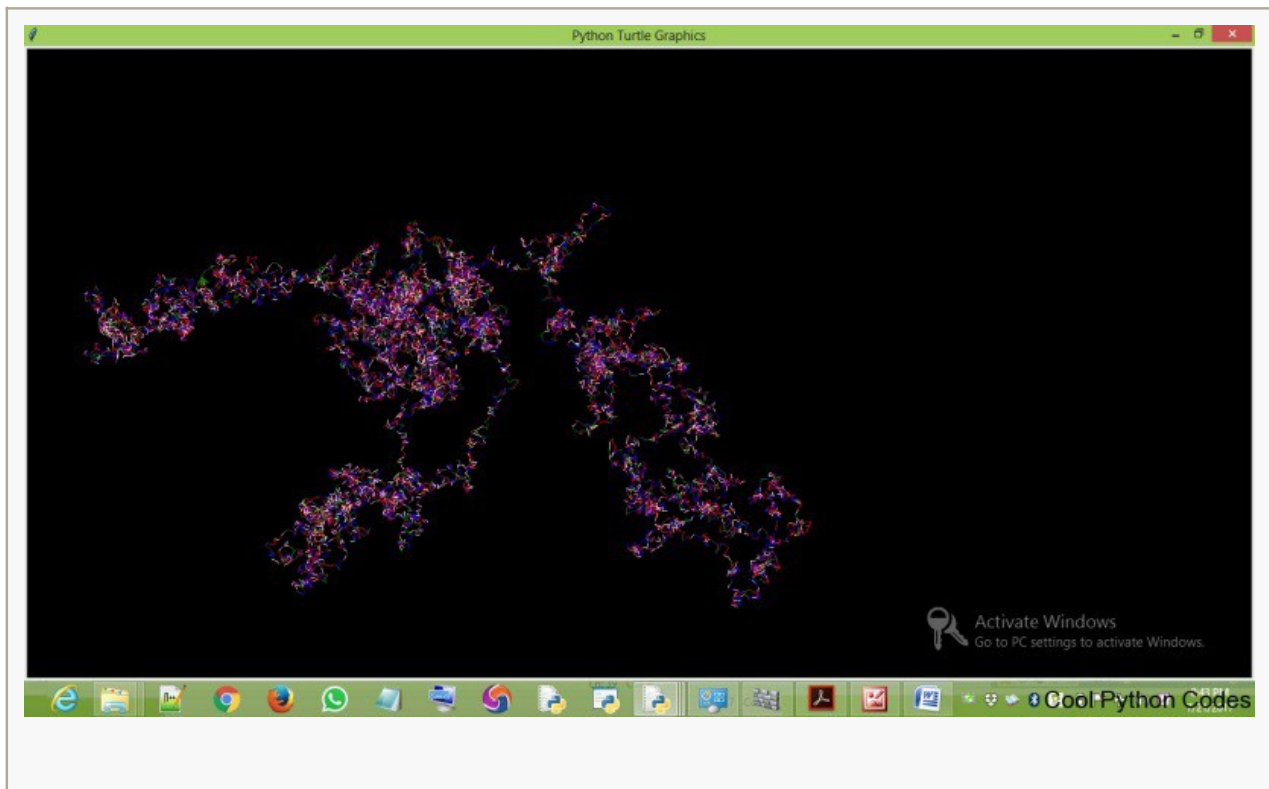 Python Turtle Graphics
Activate Windows
Go to PC settings to activate Windows.
Cool Python Codes